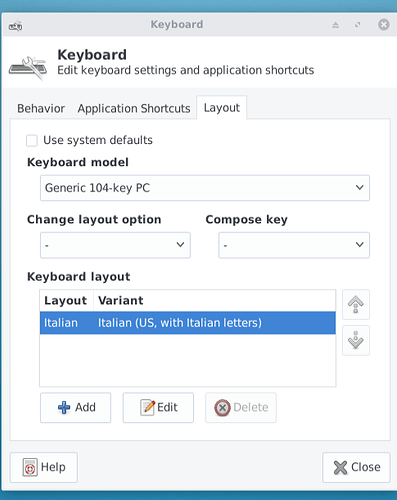 Keyboard
Keyboard
Edit keyboard settings and application shortcuts
Behavior Application Shortcuts Layout
Use system defaults
Keyboard model
Generic 104-key PC
Change layout option Compose key
- -
Keyboard layout
Layout Variant
Italian Italian (US, with Italian letters)
Add Edit Delete
Help Close